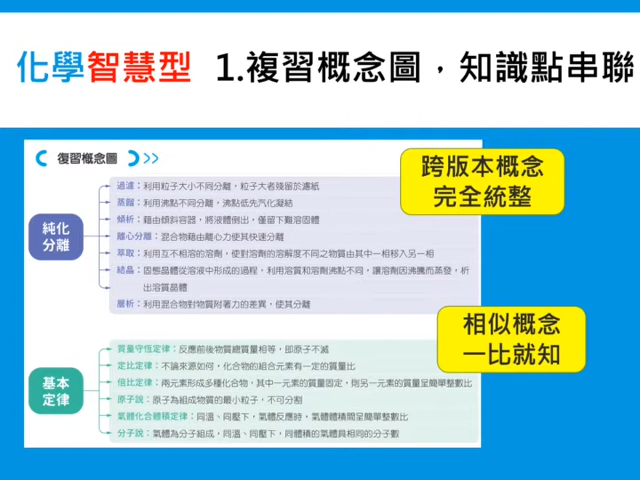 化學智慧型 1.複習概念圖，知識點串聯
復習概念圖
跨版本概念
完全統整
純化
分離
過濾：利用粒子大小不同分離，粒子大者殘留於濾紙
蒸餾：利用沸點不同分離，沸點低先汽化凝結
傾析：藉由傾斜容器，將液體倒出，僅留下難溶固體
離心分離：混合物藉由離心力使其快速分離
萃取：利用互不相溶的溶劑，使對溶劑的溶解度不同之物質由其中一相移入另一相
結晶：固態晶體從溶液中形成的過程，利用溶質和溶劑沸點不同，讓溶劑因沸騰而蒸發，析
出溶質晶體
層析：利用混合物對物質附著力的差異，使其分離
相似概念
一比就知
基本
定律
質量守恆定律：反應前後物質總質量相等，即原子不滅
定比定律：不論來源如何，化合物的組合元素有一定的質量比
倍比定律：兩元素形成多種化合物，其中一元素的質量固定，則另一元素的質量呈簡單整數比
原子說：原子為組成物質的最小粒子，不可分割
氣體化合體積定律：同溫、同壓下，氣體反應時，氣體體積間呈簡單整數比
分子說：氣體為分子組成，同溫、同壓下，同體積的氣體具相同的分子數